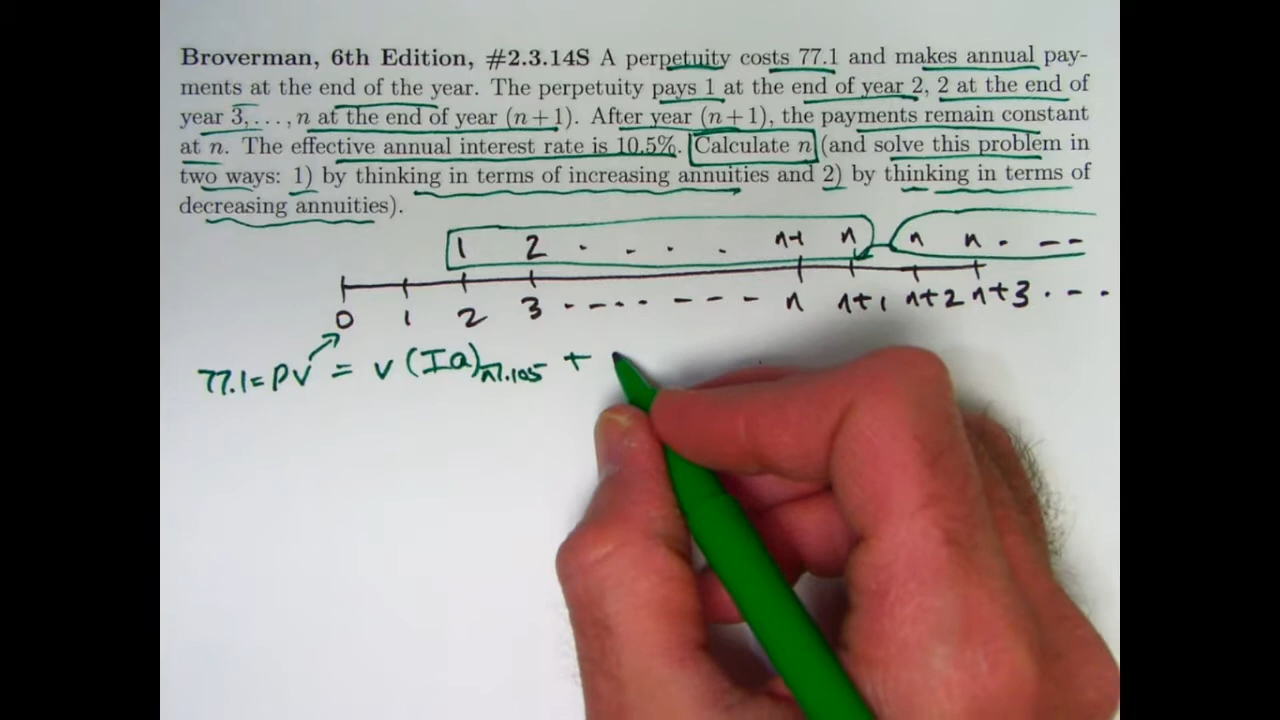 Broverman, 6th Edition, #2.3.14S A perpetuity costs 77.1 and makes annual pay-
ments at the end of the year. The perpetuity pays 1 at the end of year 2, 2 at the end of
year 3, . . . , n at the end of year (n+1). After year (n+1), the payments remain constant
at n. The effective annual interest rate is 10.5%. Calculate n (and solve this problem in
two ways: 1) by thinking in terms of increasing annuities and 2) by thinking in terms of
decreasing annuities).
1 2 . . . . n-1 n n n . --
0 1 2 3 ........ n n+1 n+2 n+3 . - .
77.1 = PV = v (Ia)n̅|.105 +